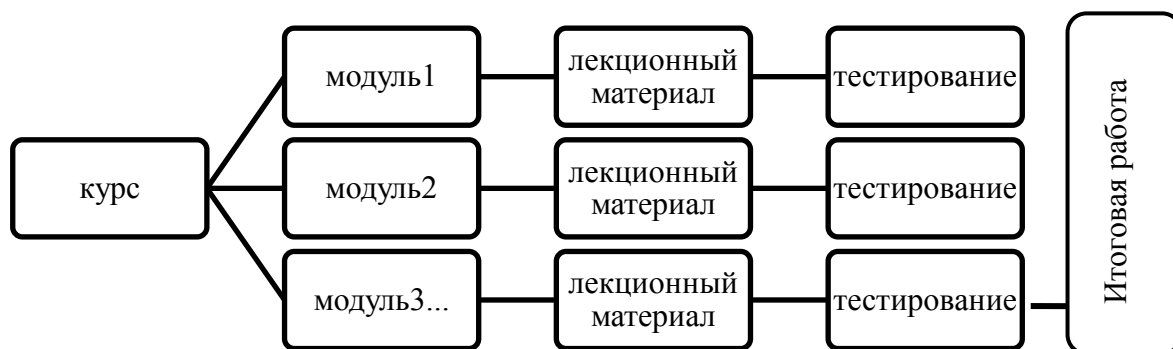 курс
модуль1
лекционный
материал
тестирование
модуль2
лекционный
материал
тестирование
модуль3...
лекционный
материал
тестирование
Итоговая работа